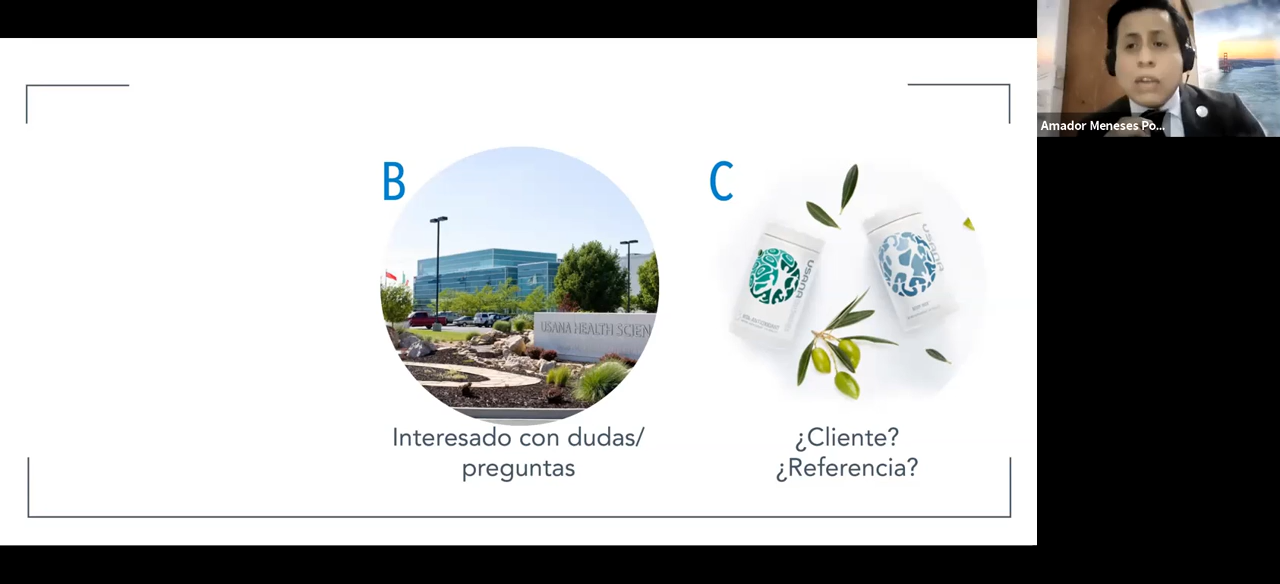 B
USANA HEALTH SCIEN
Interesado con dudas/
preguntas
C
USANA
USANA
¿Cliente?
¿Referencia?
Amador Meneses Po...